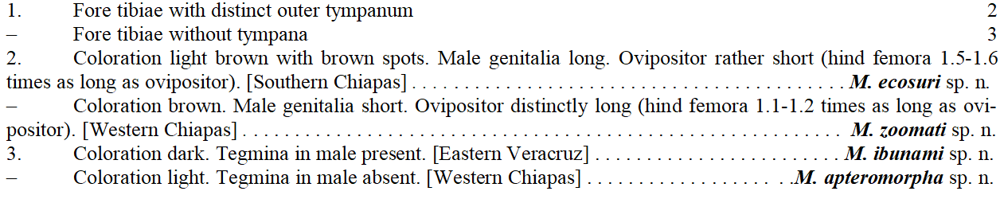 1. Fore tibiae with distinct outer tympanum 2
– Fore tibiae without tympana 3
2. Coloration light brown with brown spots. Male genitalia long. Ovipositor rather short (hind femora 1.5-1.6
times as long as ovipositor). [Southern Chiapas] . . . . . . . . . . . . . . . . . . . . . . . . . . . . . . . . . . . . . . . . . . . M. ecosuri sp. n.
– Coloration brown. Male genitalia short. Ovipositor distinctly long (hind femora 1.1-1.2 times as long as ovi-
positor). [Western Chiapas] . . . . . . . . . . . . . . . . . . . . . . . . . . . . . . . . . . . . . . . . . . . . . . . . . . . . . . . . . . . M. zoomati sp. n.
3. Coloration dark. Tegmina in male present. [Eastern Veracruz] . . . . . . . . . . . . . . . . . . . . . . . . M. ibunami sp. n.
– Coloration light. Tegmina in male absent. [Western Chiapas] . . . . . . . . . . . . . . . . . . . . .M. apteromorpha sp. n.